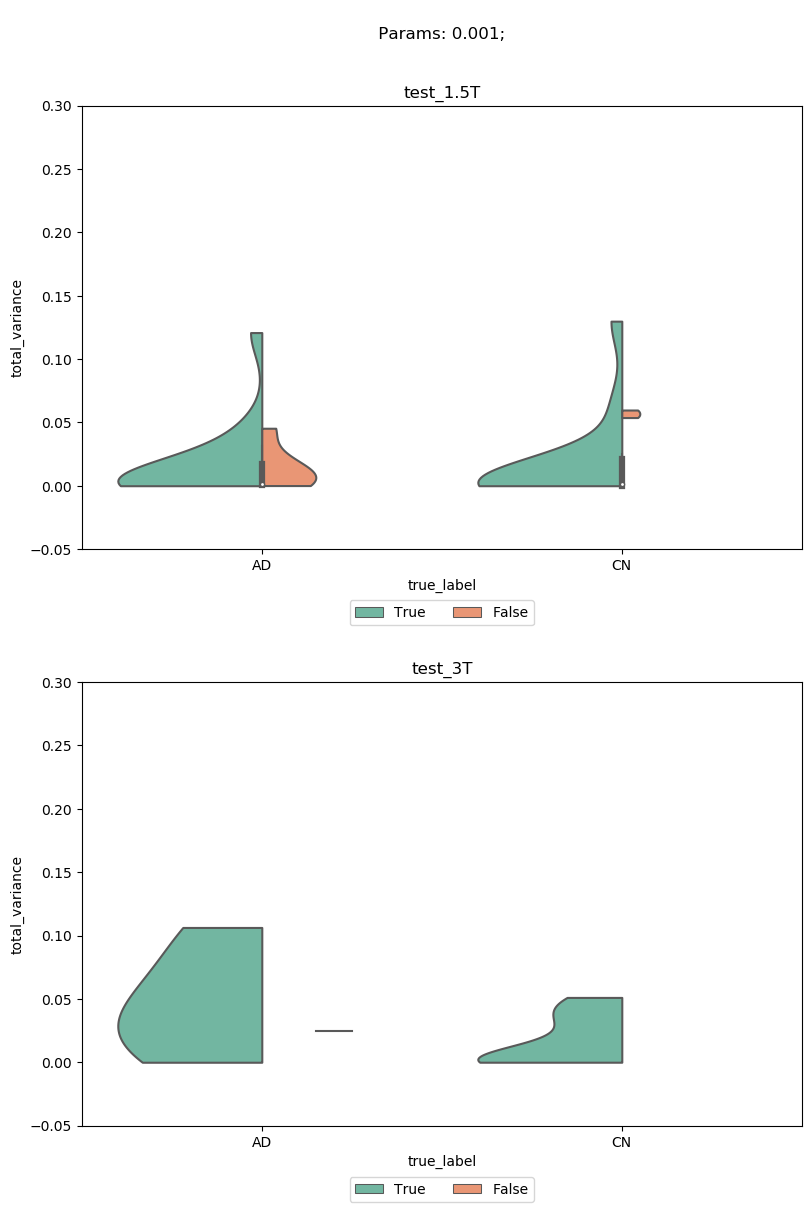 Params: 0.001;
test_1.5T
0.30
0.25
0.20
0.15
0.10
0.05
0.00
−0.05
total_variance
AD
CN
true_label
True
False
test_3T
0.30
0.25
0.20
0.15
0.10
0.05
0.00
−0.05
total_variance
AD
CN
true_label
True
False